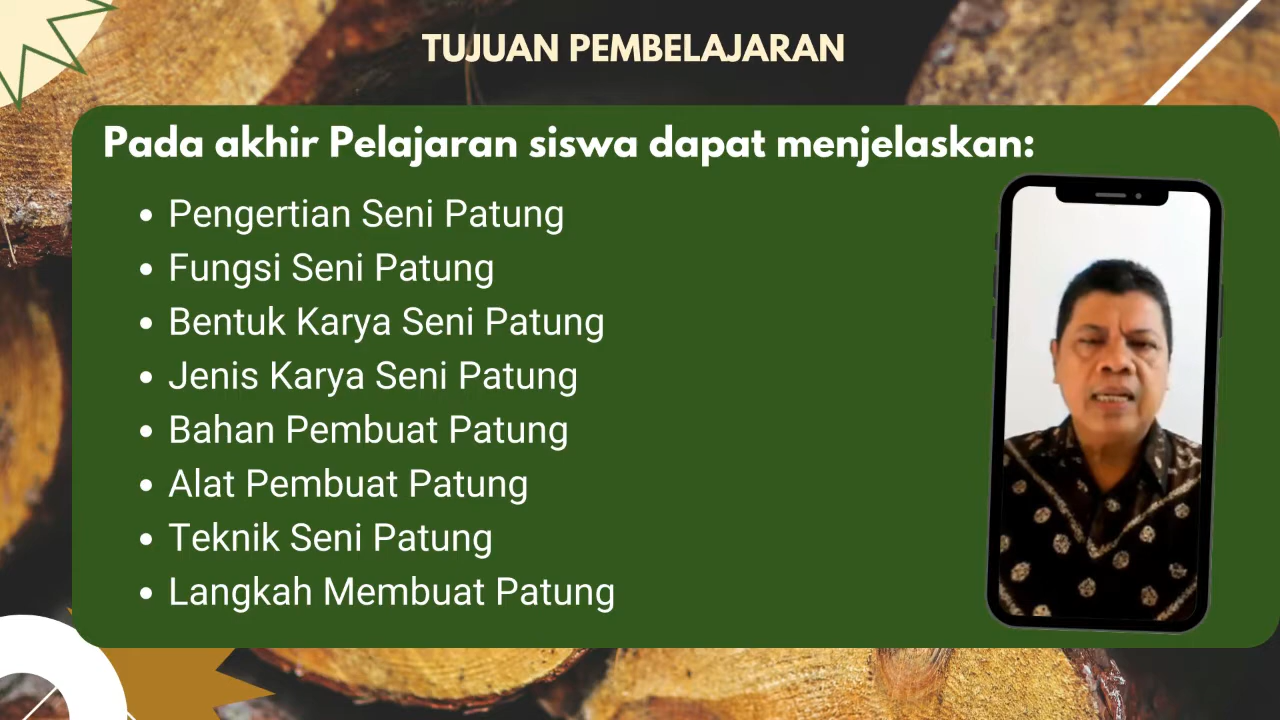 TUJUAN PEMBELAJARAN
Pada akhir Pelajaran siswa dapat menjelaskan:
• Pengertian Seni Patung
• Fungsi Seni Patung
• Bentuk Karya Seni Patung
• Jenis Karya Seni Patung
• Bahan Pembuat Patung
• Alat Pembuat Patung
• Teknik Seni Patung
• Langkah Membuat Patung